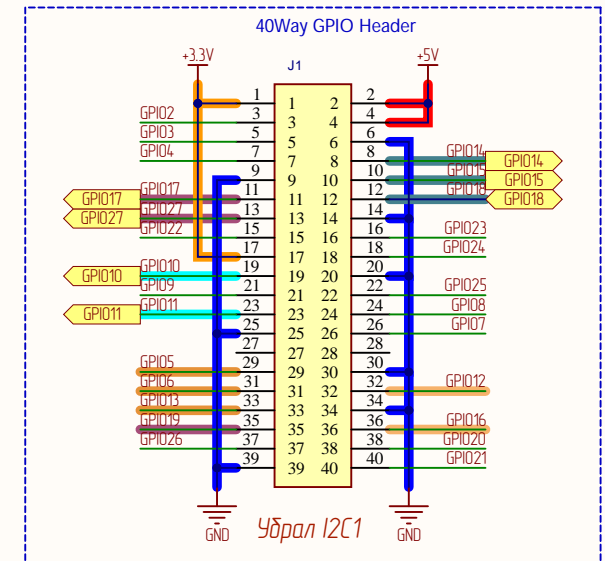 40Way GPIO Header
+3.3V
J1
+5V
1 1 2 2
GPIO2 3 3 4 4
GPIO3 5 5 6 6
GPIO4 7 7 8 8 GPIO14 GPIO14
9 9 10 10 GPIO15 GPIO15
GPIO17 GPIO17 11 11 12 12 GPIO18 GPIO18
GPIO27 GPIO27 13 13 14 14
GPIO22 15 15 16 16 GPIO23
17 17 18 18 GPIO24
GPIO10 GPIO10 19 19 20 20
GPIO9 21 21 22 22 GPIO25
GPIO11 GPIO11 23 23 24 24 GPIO8
25 25 26 26 GPIO7
27 27 28 28
GPIO5 29 29 30 30
GPIO6 31 31 32 32 GPIO12
GPIO13 33 33 34 34
GPIO19 35 35 36 36 GPIO16
GPIO26 37 37 38 38 GPIO20
39 39 40 40 GPIO21
GND
Убрал I2C1
GND